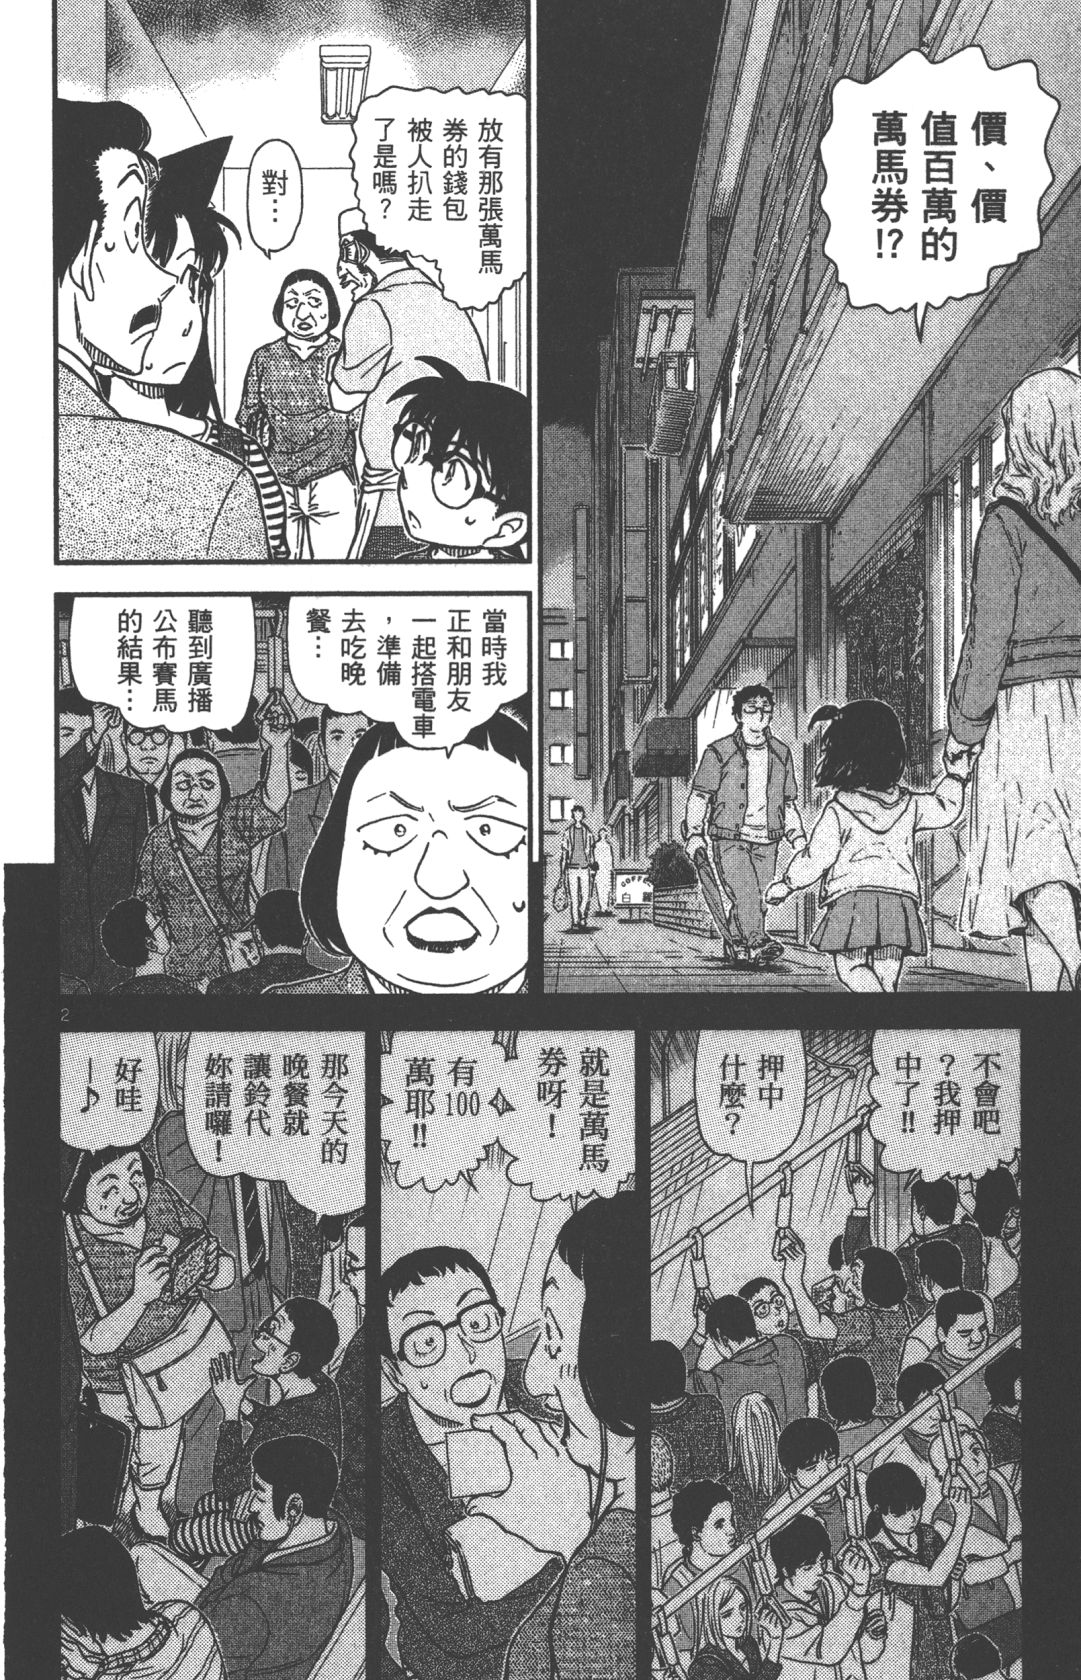 價、價
值百萬的
萬馬券!?
放有那張萬馬
券的錢包
被人扒走
了是嗎？
對…
當時我
正和朋友
一起搭電車
，準備
去吃晚
餐…
聽到廣播
公布賽馬
的結果…
COFFEE
2
不會吧
？我押
中了!!
押中
什麼？
就是萬馬
券呀！
有100
萬耶!!
那今天的
晚餐就
讓鈴代
妳請囉！
好哇
—♪